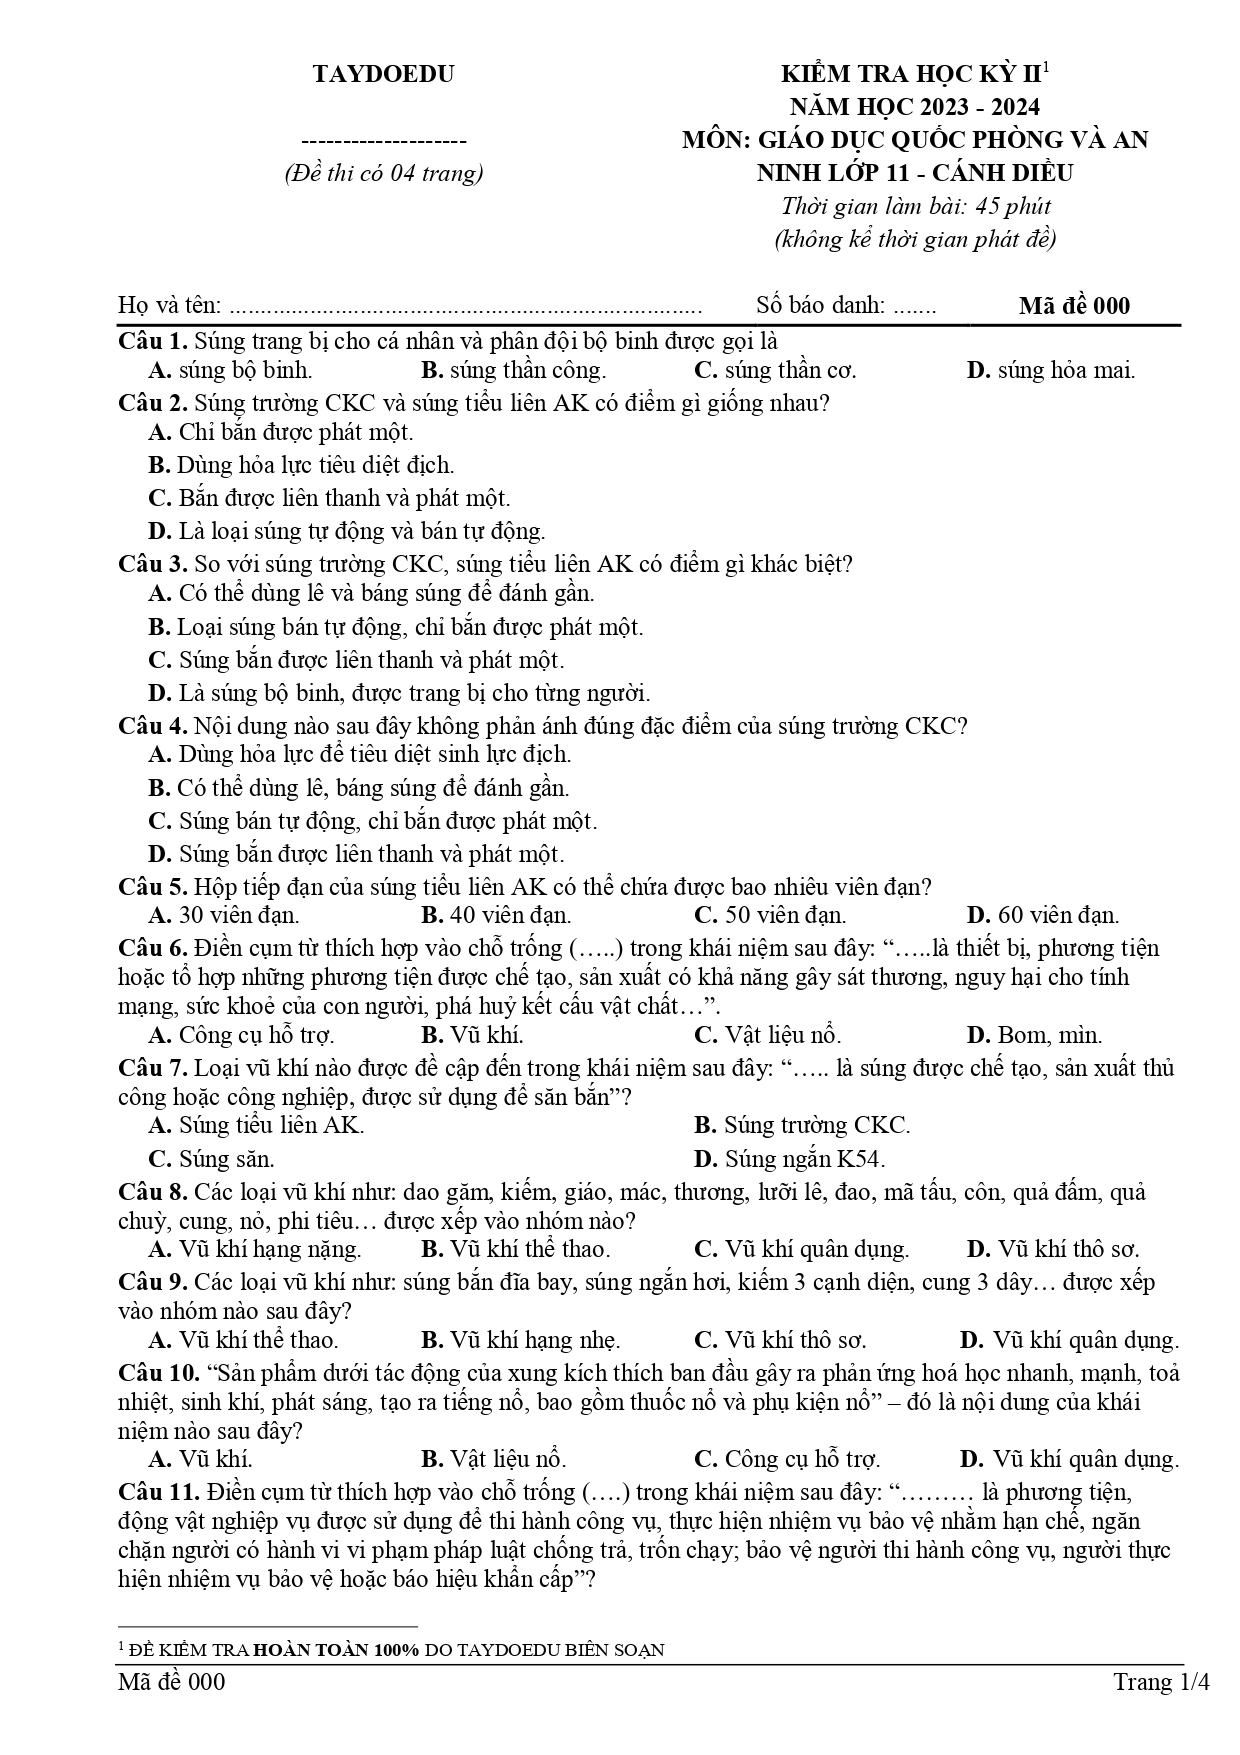 TAYDOEDU
--------------------
(Đề thi có 04 trang)
KIỂM TRA HỌC KỲ II1
NĂM HỌC 2023 - 2024
MÔN: GIÁO DỤC QUỐC PHÒNG VÀ AN
NINH LỚP 11 - CÁNH DIỀU
Thời gian làm bài: 45 phút
(không kể thời gian phát đề)
Họ và tên: ............................................................................ Số báo danh: ....... Mã đề 000
Câu 1. Súng trang bị cho cá nhân và phân đội bộ binh được gọi là
A. súng bộ binh. B. súng thần công. C. súng thần cơ. D. súng hỏa mai.
Câu 2. Súng trường CKC và súng tiểu liên AK có điểm gì giống nhau?
A. Chỉ bắn được phát một.
B. Dùng hỏa lực tiêu diệt địch.
C. Bắn được liên thanh và phát một.
D. Là loại súng tự động và bán tự động.
Câu 3. So với súng trường CKC, súng tiểu liên AK có điểm gì khác biệt?
A. Có thể dùng lê và báng súng để đánh gần.
B. Loại súng bán tự động, chỉ bắn được phát một.
C. Súng bắn được liên thanh và phát một.
D. Là súng bộ binh, được trang bị cho từng người.
Câu 4. Nội dung nào sau đây không phản ánh đúng đặc điểm của súng trường CKC?
A. Dùng hỏa lực để tiêu diệt sinh lực địch.
B. Có thể dùng lê, báng súng để đánh gần.
C. Súng bán tự động, chỉ bắn được phát một.
D. Súng bắn được liên thanh và phát một.
Câu 5. Hộp tiếp đạn của súng tiểu liên AK có thể chứa được bao nhiêu viên đạn?
A. 30 viên đạn. B. 40 viên đạn. C. 50 viên đạn. D. 60 viên đạn.
Câu 6. Điền cụm từ thích hợp vào chỗ trống (…..) trong khái niệm sau đây: “…..là thiết bị, phương tiện
hoặc tổ hợp những phương tiện được chế tạo, sản xuất có khả năng gây sát thương, nguy hại cho tính
mạng, sức khoẻ của con người, phá huỷ kết cấu vật chất…”.
A. Công cụ hỗ trợ. B. Vũ khí. C. Vật liệu nổ. D. Bom, mìn.
Câu 7. Loại vũ khí nào được đề cập đến trong khái niệm sau đây: “….. là súng được chế tạo, sản xuất thủ
công hoặc công nghiệp, được sử dụng để săn bắn”?
A. Súng tiểu liên AK. B. Súng trường CKC.
C. Súng săn. D. Súng ngắn K54.
Câu 8. Các loại vũ khí như: dao găm, kiếm, giáo, mác, thương, lưỡi lê, đao, mã tấu, côn, quả đấm, quả
chuỳ, cung, nỏ, phi tiêu… được xếp vào nhóm nào?
A. Vũ khí hạng nặng. B. Vũ khí thể thao. C. Vũ khí quân dụng. D. Vũ khí thô sơ.
Câu 9. Các loại vũ khí như: súng bắn đĩa bay, súng ngắn hơi, kiếm 3 cạnh diện, cung 3 dây… được xếp
vào nhóm nào sau đây?
A. Vũ khí thể thao. B. Vũ khí hạng nhẹ. C. Vũ khí thô sơ. D. Vũ khí quân dụng.
Câu 10. “Sản phẩm dưới tác động của xung kích thích ban đầu gây ra phản ứng hoá học nhanh, mạnh, toả
nhiệt, sinh khí, phát sáng, tạo ra tiếng nổ, bao gồm thuốc nổ và phụ kiện nổ” – đó là nội dung của khái
niệm nào sau đây?
A. Vũ khí. B. Vật liệu nổ. C. Công cụ hỗ trợ. D. Vũ khí quân dụng.
Câu 11. Điền cụm từ thích hợp vào chỗ trống (….) trong khái niệm sau đây: “……… là phương tiện,
động vật nghiệp vụ được sử dụng để thi hành công vụ, thực hiện nhiệm vụ bảo vệ nhằm hạn chế, ngăn
chặn người có hành vi vi phạm pháp luật chống trả, trốn chạy; bảo vệ người thi hành công vụ, người thực
hiện nhiệm vụ bảo vệ hoặc báo hiệu khẩn cấp”?
1 ĐỀ KIỂM TRA HOÀN TOÀN 100% DO TAYDOEDU BIÊN SOẠN
Mã đề 000 Trang 1/4